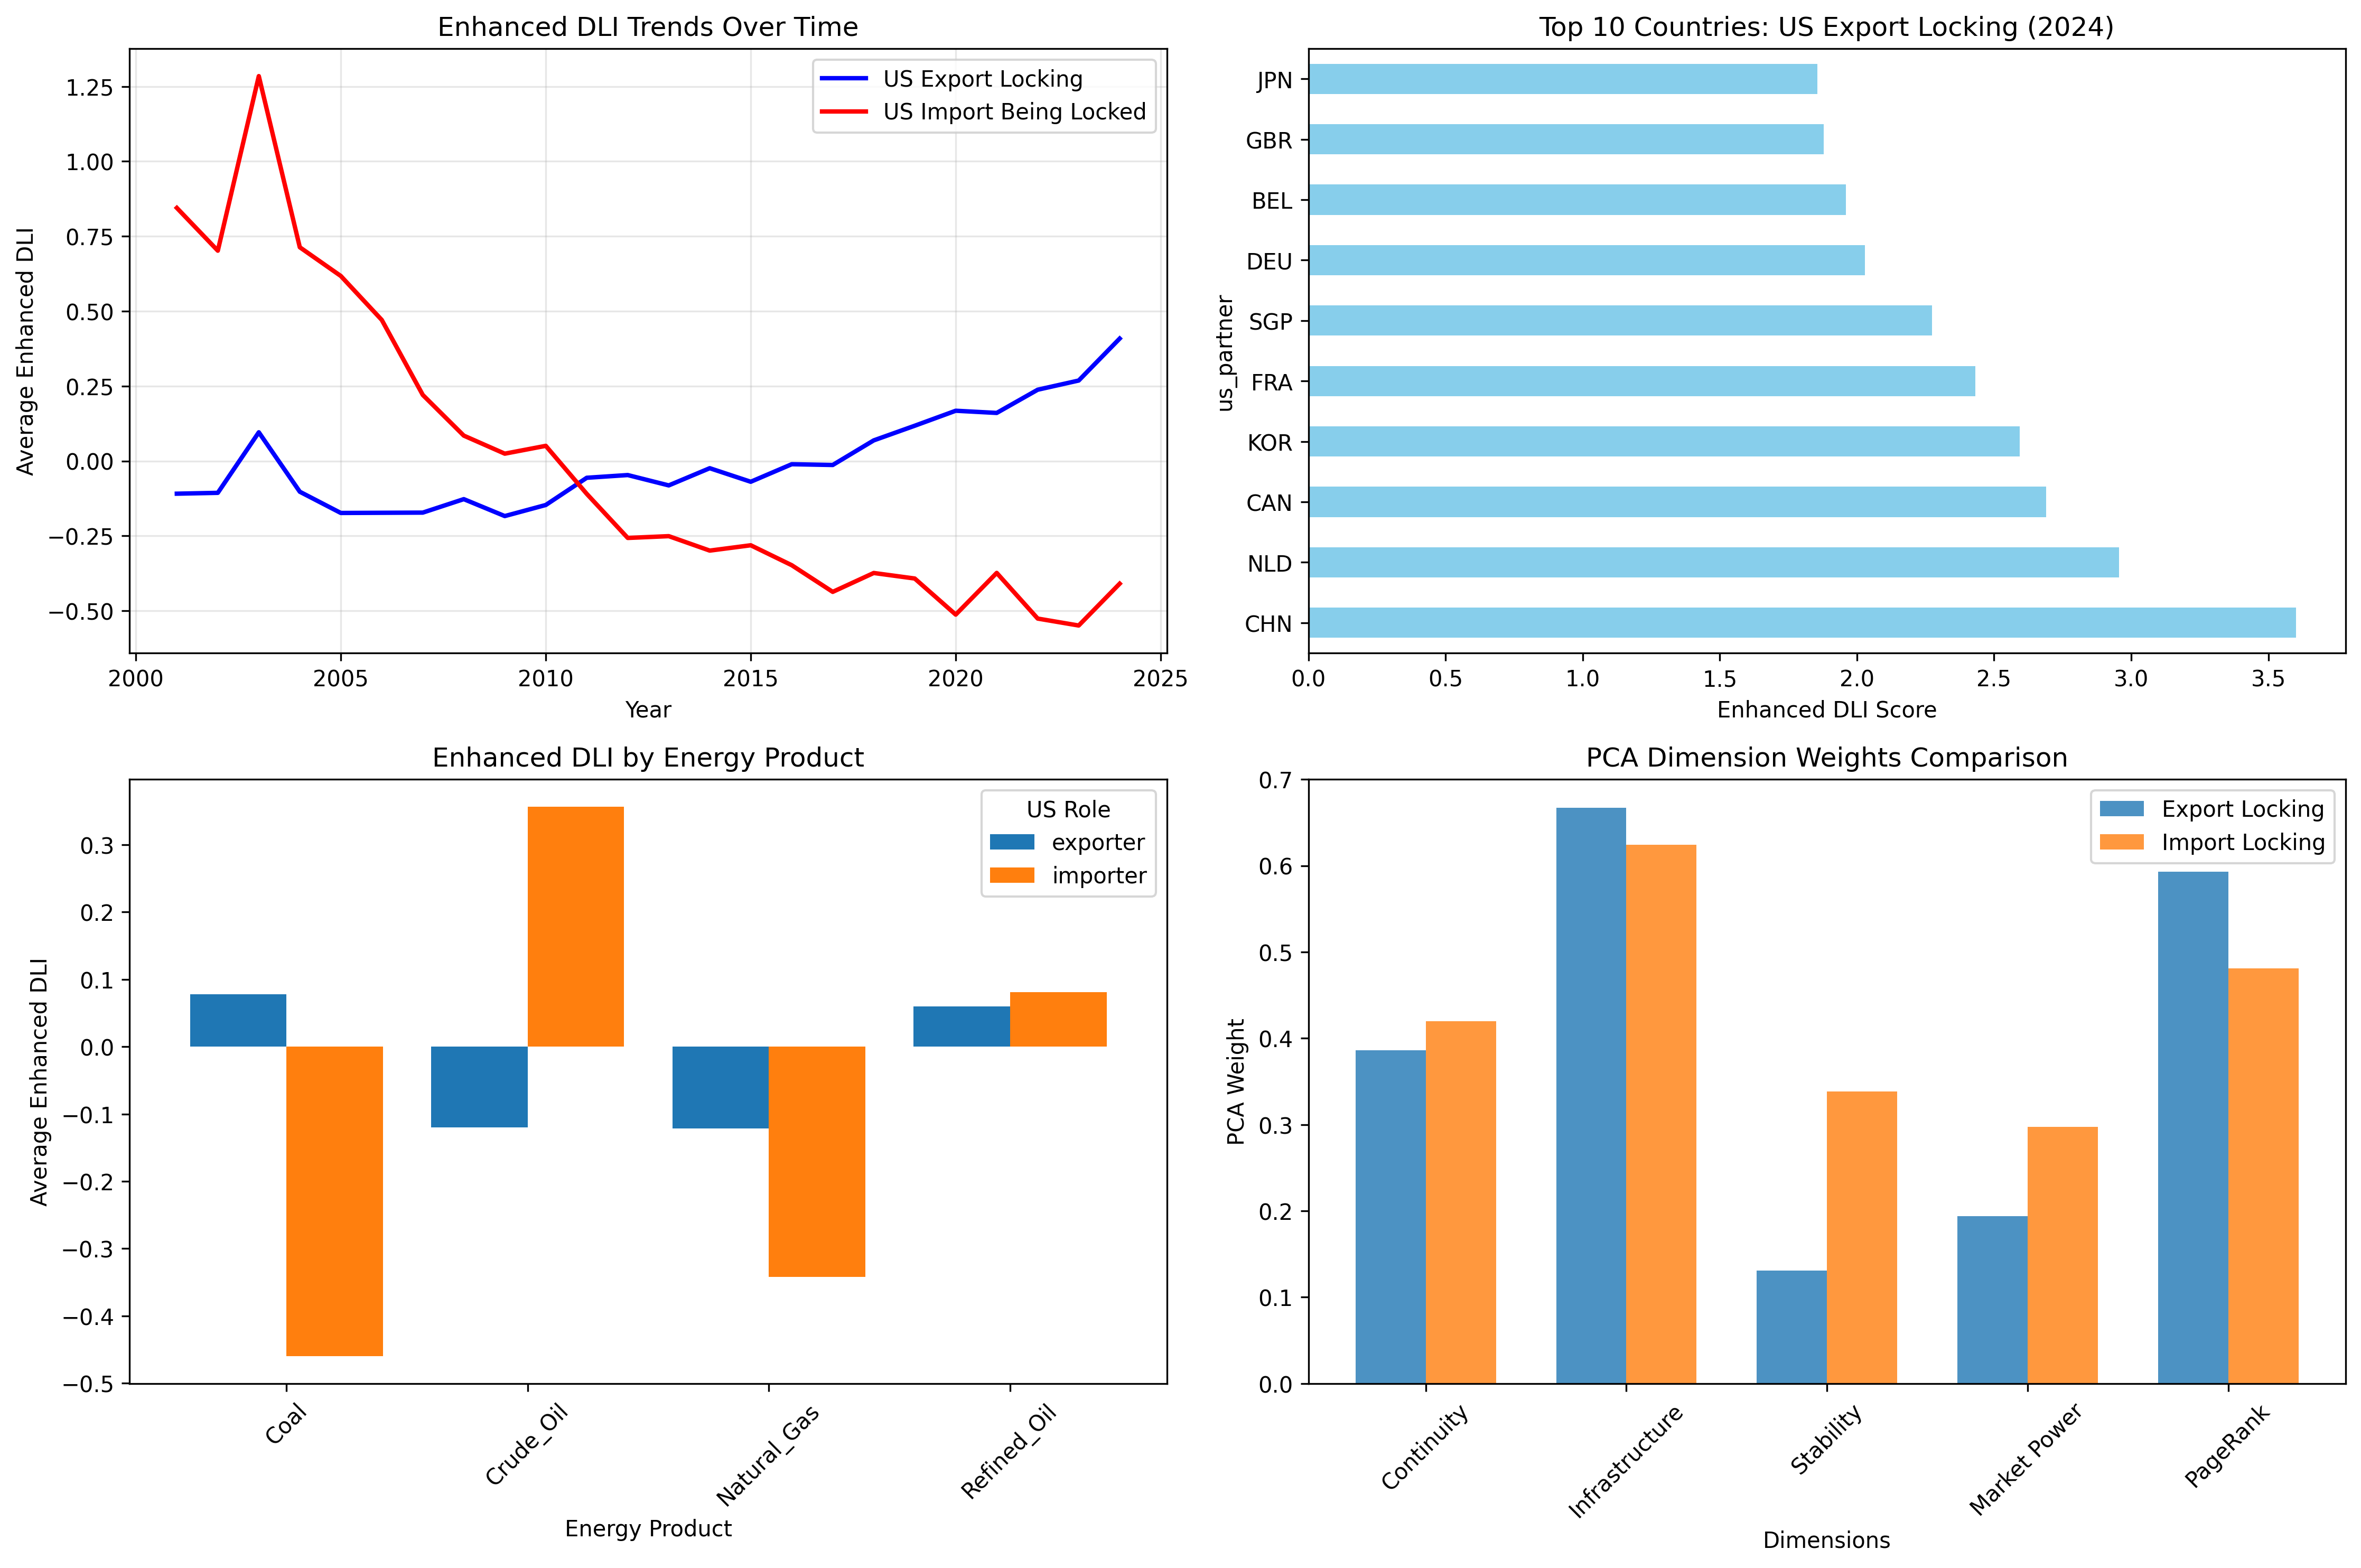 Enhanced DLI Trends Over Time
Average Enhanced DLI
1.25
1.00
0.75
0.50
0.25
0.00
−0.25
−0.50
US Export Locking
US Import Being Locked
2000
2005
2010
2015
2020
2025
Year
Top 10 Countries: US Export Locking (2024)
us_partner
JPN
GBR
BEL
DEU
SGP
FRA
KOR
CAN
NLD
CHN
0.0
0.5
1.0
1.5
2.0
2.5
3.0
3.5
Enhanced DLI Score
Enhanced DLI by Energy Product
Average Enhanced DLI
0.3
0.2
0.1
0.0
−0.1
−0.2
−0.3
−0.4
−0.5
US Role
exporter
importer
Coal
Crude_Oil
Natural_Gas
Refined_Oil
Energy Product
PCA Dimension Weights Comparison
PCA Weight
0.7
0.6
0.5
0.4
0.3
0.2
0.1
0.0
Export Locking
Import Locking
Continuity
Infrastructure
Stability
Market Power
PageRank
Dimensions